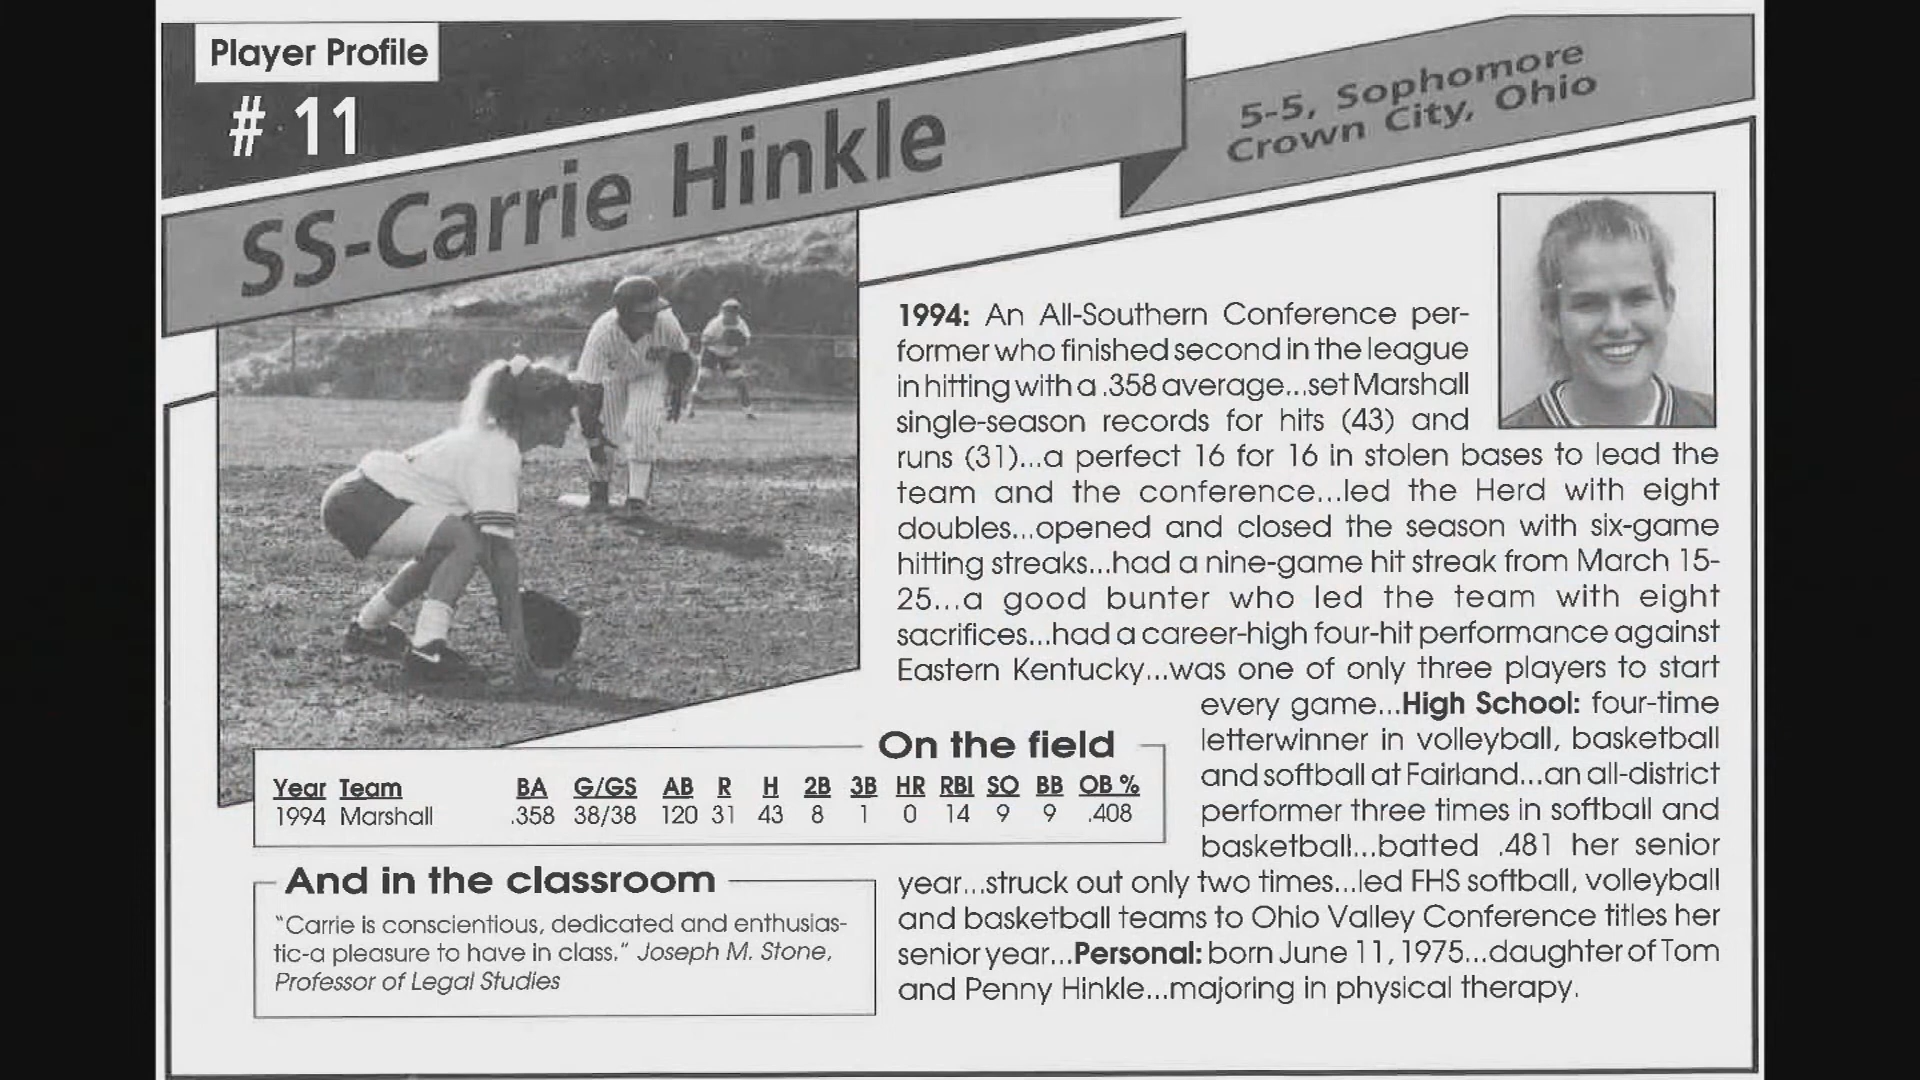 Player Profile
# 11
SS-Carrie Hinkle
5-5, Sophomore
Crown City, Ohio
1994: An All-Southern Conference per-
former who finished second in the league
in hitting with a .358 average...set Marshall
single-season records for hits (43) and
runs (31)...a perfect 16 for 16 in stolen bases to lead the
team and the conference...led the Herd with eight
doubles...opened and closed the season with six-game
hitting streaks...had a nine-game hit streak from March 15-
25...a good bunter who led the team with eight
sacrifices...had a career-high four-hit performance against
Eastern Kentucky...was one of only three players to start
every game...High School: four-time
letterwinner in volleyball, basketball
and softball at Fairland...an all-district
performer three times in softball and
basketball...batted .481 her senior
year...struck out only two times...led FHS softball, volleyball
and basketball teams to Ohio Valley Conference titles her
senior year...Personal: born June 11, 1975...daughter of Tom
and Penny Hinkle...majoring in physical therapy.
On the field
Year Team BA G/GS AB R H 2B 3B HR RBI SO BB OB %
1994 Marshall .358 38/38 120 31 43 8 1 0 14 9 9 .408
And in the classroom
"Carrie is conscientious, dedicated and enthusias-
tic-a pleasure to have in class." Joseph M. Stone,
Professor of Legal Studies